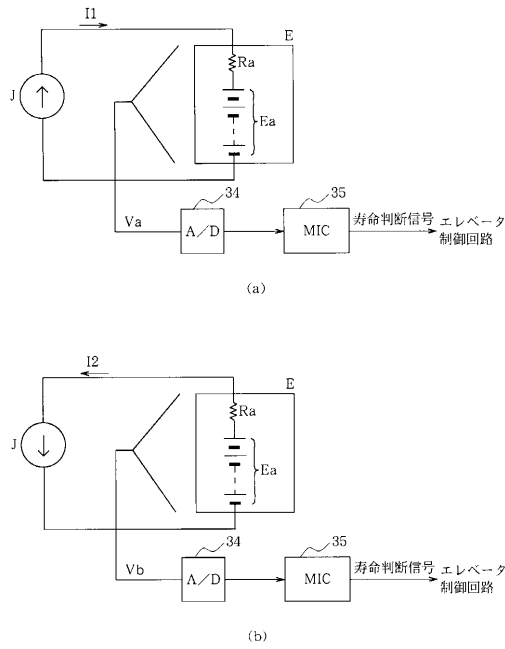 I1
E
Ra
J
Ea
34
35
Va
A/D
MIC
寿命判断信号
エレベータ
制御回路
(a)
I2
E
Ra
J
Ea
34
35
Vb
A/D
MIC
寿命判断信号
エレベータ
制御回路
(b)